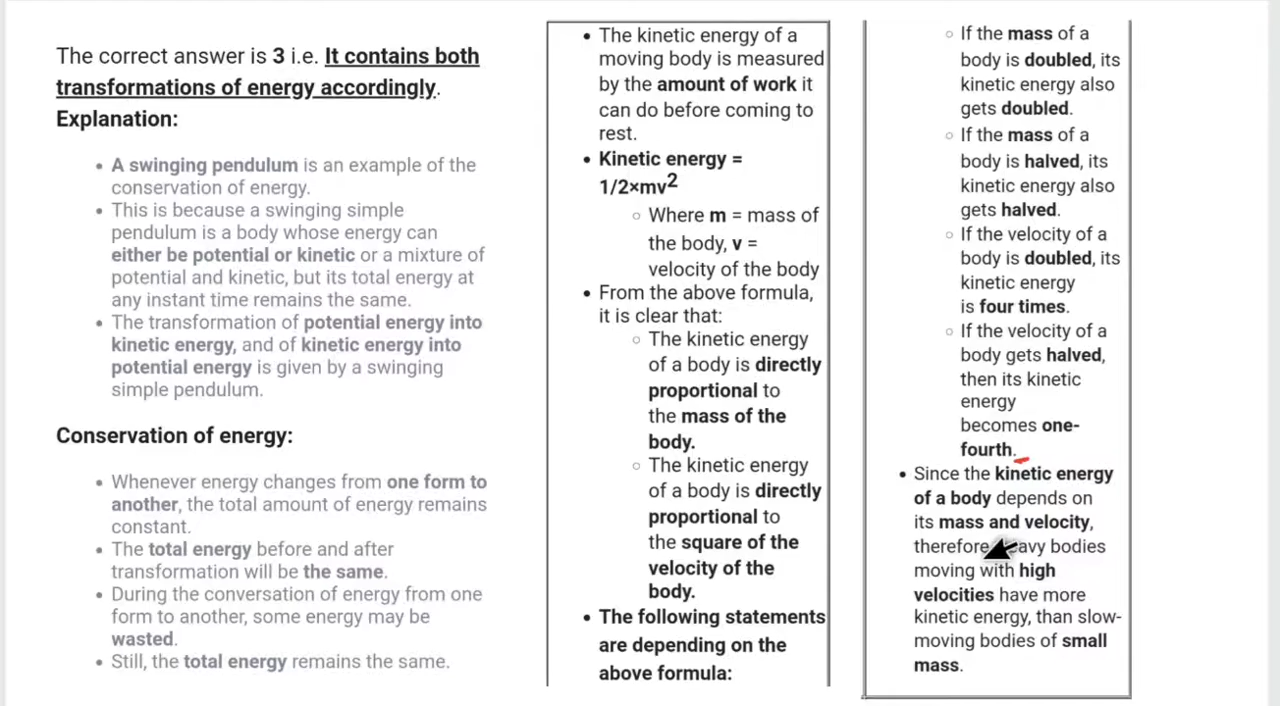 The correct answer is 3 i.e. It contains both
transformations of energy accordingly.
Explanation:
A swinging pendulum is an example of the
conservation of energy.
This is because a swinging simple
pendulum is a body whose energy can
either be potential or kinetic or a mixture of
potential and kinetic, but its total energy at
any instant time remains the same.
The transformation of potential energy into
kinetic energy, and of kinetic energy into
potential energy is given by a swinging
simple pendulum.
Conservation of energy:
Whenever energy changes from one form to
another, the total amount of energy remains
constant.
The total energy before and after
transformation will be the same.
During the conversation of energy from one
form to another, some energy may be
wasted.
Still, the total energy remains the same.
The kinetic energy of a
moving body is measured
by the amount of work it
can do before coming to
rest.
Kinetic energy =
1/2×mv2
Where m = mass of
the body, v =
velocity of the body
From the above formula,
it is clear that:
The kinetic energy
of a body is directly
proportional to
the mass of the
body.
The kinetic energy
of a body is directly
proportional to
the square of the
velocity of the
body.
The following statements
are depending on the
above formula:
If the mass of a
body is doubled, its
kinetic energy also
gets doubled.
If the mass of a
body is halved, its
kinetic energy also
gets halved.
If the velocity of a
body is doubled, its
kinetic energy
is four times.
If the velocity of a
body gets halved,
then its kinetic
energy
becomes one-
fourth.
Since the kinetic energy
of a body depends on
its mass and velocity,
therefore bodies
moving with high
velocities have more
kinetic energy, than slow-
moving bodies of small
mass.